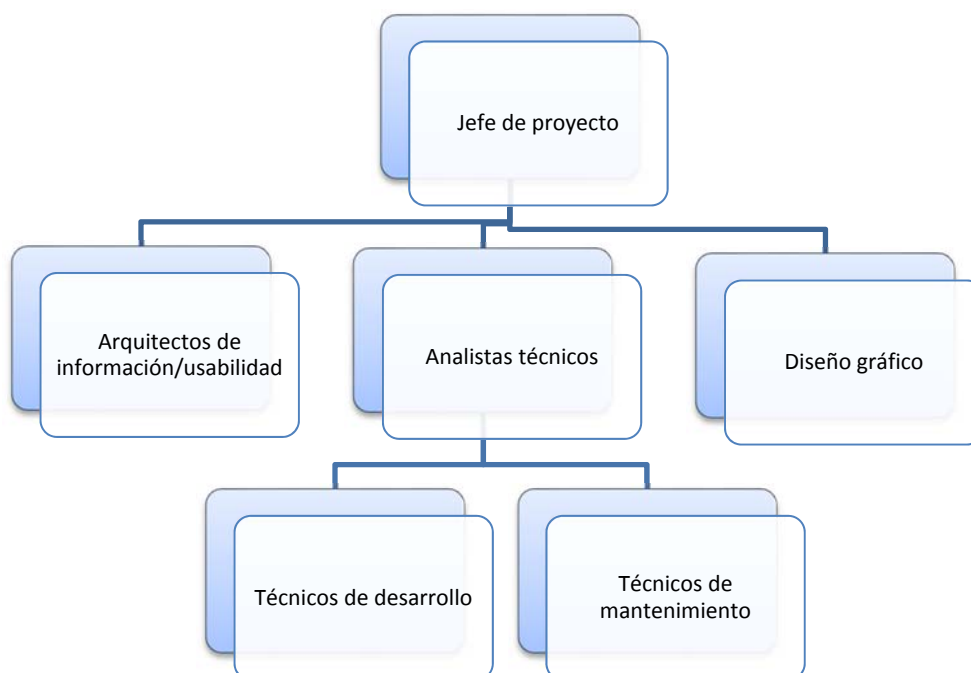 Jefe de proyecto
Arquitectos de
información/usabilidad
Analistas técnicos
Diseño gráfico
Técnicos de desarrollo
Técnicos de
mantenimiento